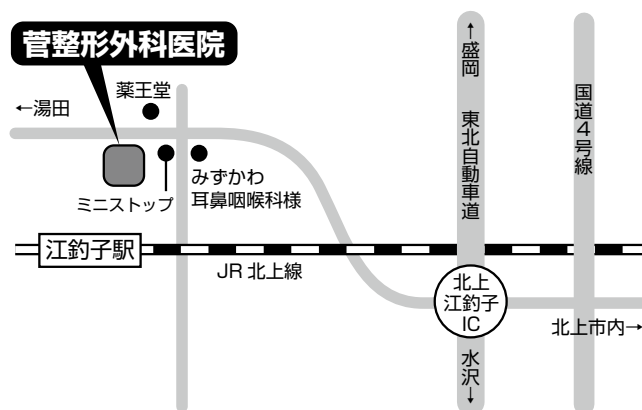 菅整形外科医院
薬王堂
←湯田
みずかわ
耳鼻咽喉科様
ミニストップ
江釣子駅
JR 北上線
←盛岡
東北自動車道
国道4号線
北上
江釣子
IC
北上市内→
水沢→